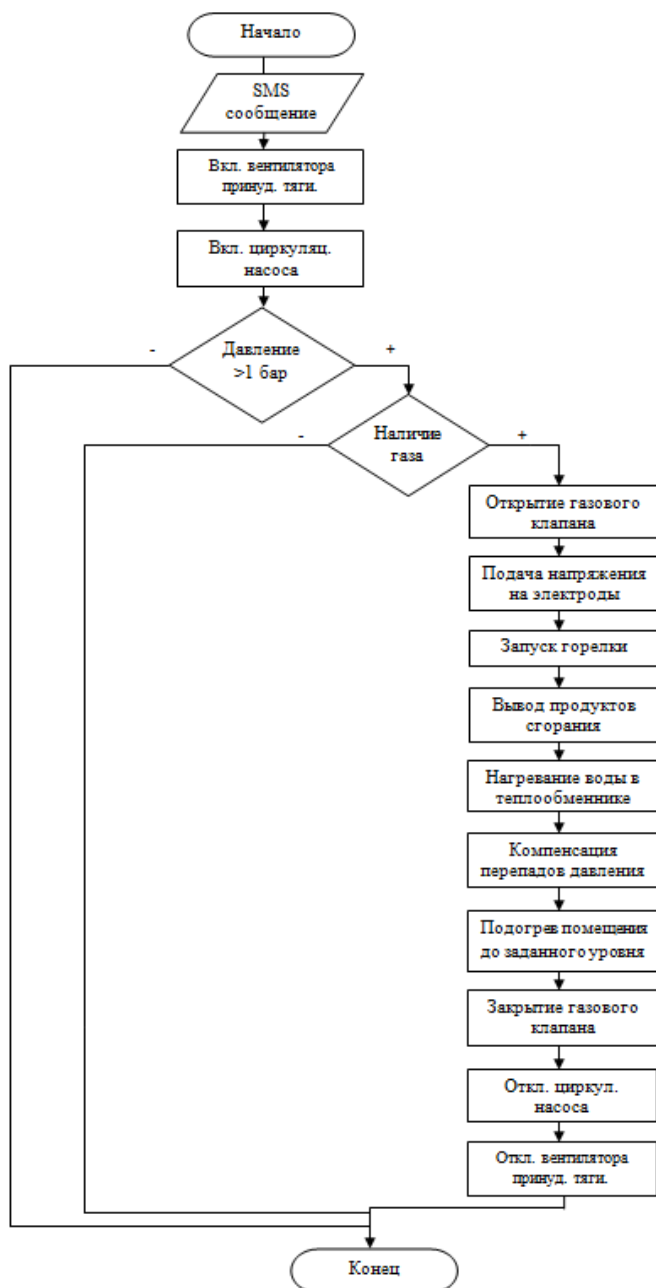 Начало
SMS
сообщение
Вкл. вентилятора
принуд. тяги.
Вкл. циркуляц.
насоса
-
Давление
>1 бар
+
-
Наличие
газа
+
Открытие газового
клапана
Подача напряжения
на электроды
Запуск горелки
Вывод продуктов
сгорания
Нагревание воды в
теплообменнике
Компенсация
перепадов давления
Подогрев помещения
до заданного уровня
Закрытие газового
клапана
Откл. циркул.
насоса
Откл. вентилятора
принуд. тяги.
Конец